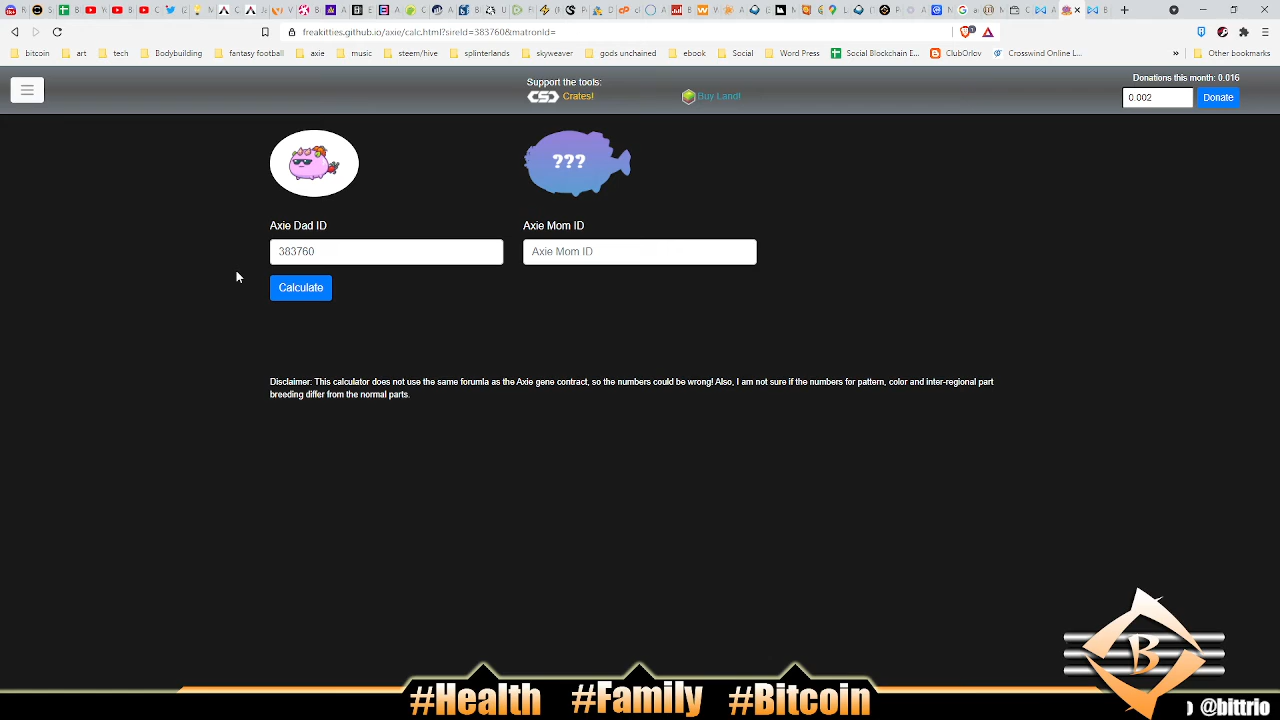 freakitties.github.io/axie/calc.html?sireId=383760&matronId=
bitcoin art tech Bodybuilding fantasy football axie music steem/hive splinterlands skyweaver gods unchained ebook Social Word Press Social Blockchain E... ClubOrlov Crosswind Online L... » Other bookmarks
Support the tools:
Crates! Buy Land!
Donations this month: 0.016
0.002 Donate
???
Axie Dad ID Axie Mom ID
383760 Axie Mom ID
Calculate
Disclaimer: This calculator does not use the same forumla as the Axie gene contract, so the numbers could be wrong! Also, I am not sure if the numbers for pattern, color and inter-regional part
breeding differ from the normal parts.
B
#Health #Family #Bitcoin
@bittrio